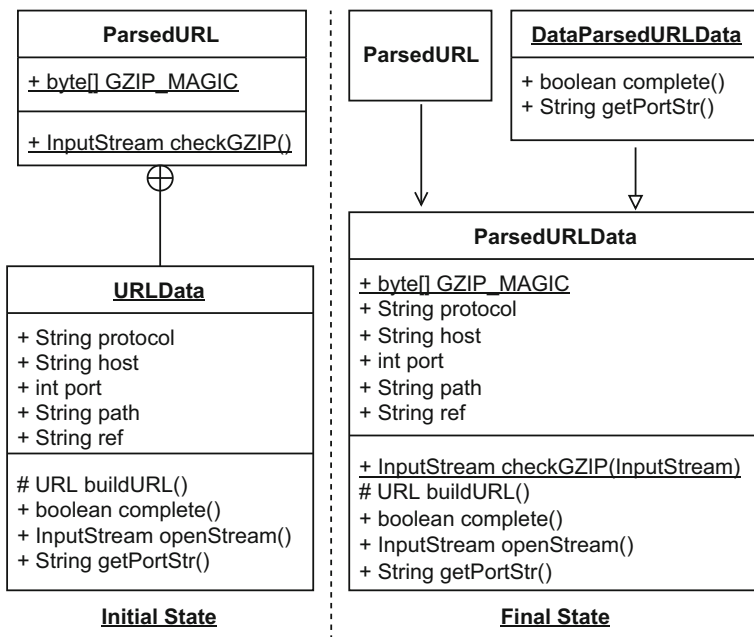 ParsedURL
+ byte[] GZIP_MAGIC
+ InputStream checkGZIP()
URLData
+ String protocol
+ String host
+ int port
+ String path
+ String ref
# URL buildURL()
+ boolean complete()
+ InputStream openStream()
+ String getPortStr()
Initial State
ParsedURL
DataParsedURLData
+ boolean complete()
+ String getPortStr()
ParsedURLData
+ byte[] GZIP_MAGIC
+ String protocol
+ String host
+ int port
+ String path
+ String ref
+ InputStream checkGZIP(InputStream)
# URL buildURL()
+ boolean complete()
+ InputStream openStream()
+ String getPortStr()
Final State